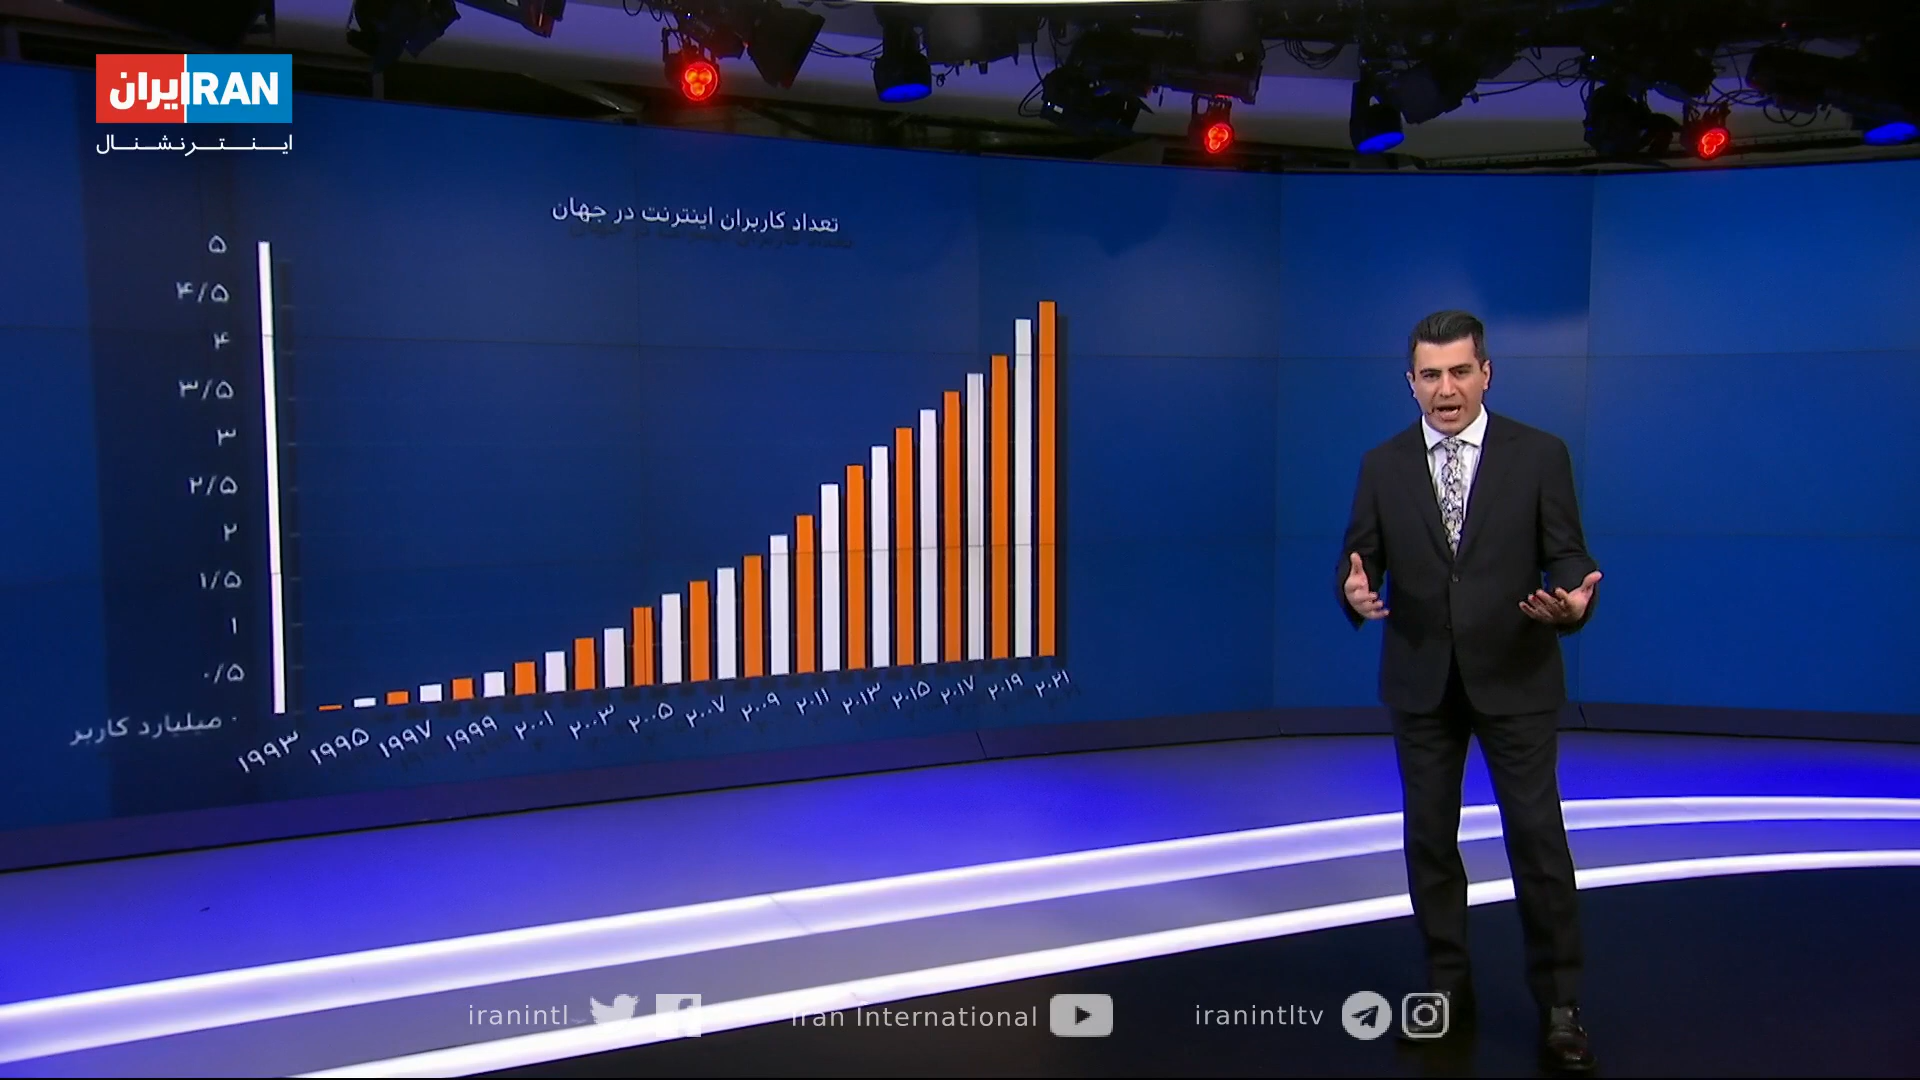 ایران IRAN
اینترنشنال
تعداد کاربران اینترنت در جهان
۵
۴/۵
۴
۳/۵
۳
۲/۵
۲
۱/۵
۱
۰/۵
۰ میلیارد کاربر
۱۹۹۳ ۱۹۹۵ ۱۹۹۷ ۱۹۹۹ ۲۰۰۱ ۲۰۰۳ ۲۰۰۵ ۲۰۰۷ ۲۰۰۹ ۲۰۱۱ ۲۰۱۳ ۲۰۱۵ ۲۰۱۷ ۲۰۱۹ ۲۰۲۱
iranintl Iran International iranintltv